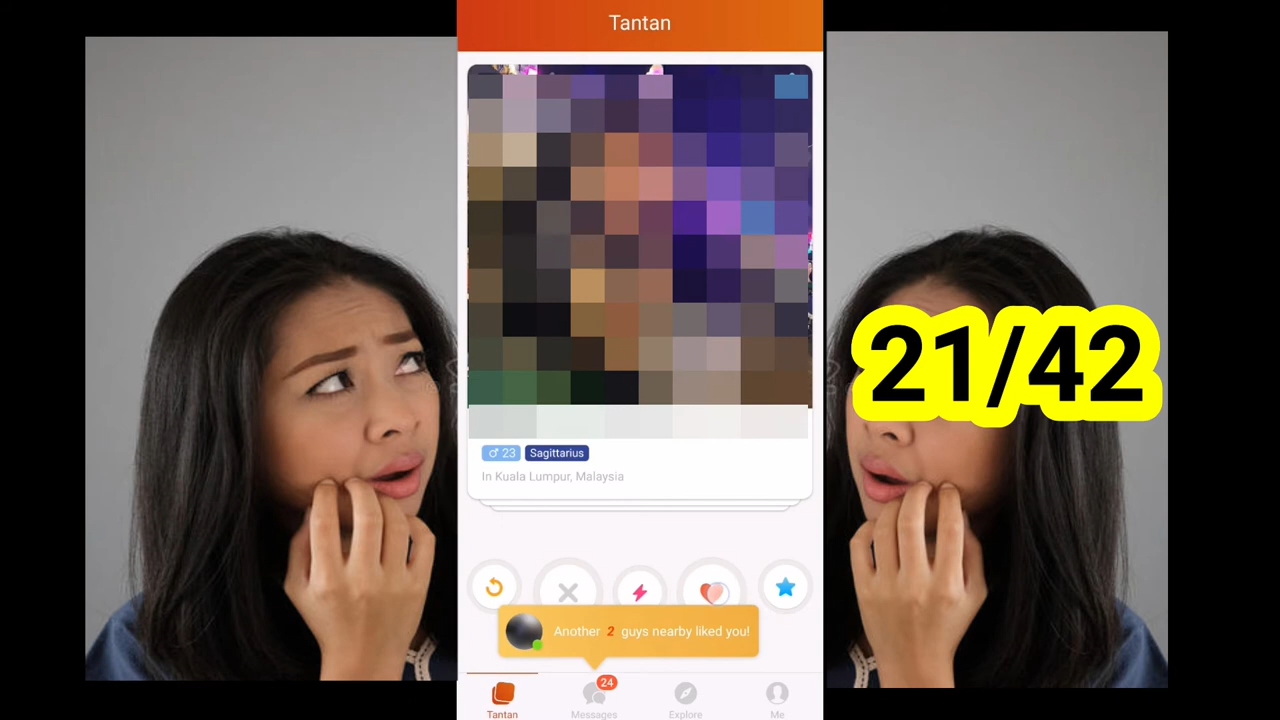 Tantan
21/42
♂ 23 Sagittarius
In Kuala Lumpur, Malaysia
Another 2 guys nearby liked you!
24
Tantan Messages Explore Me